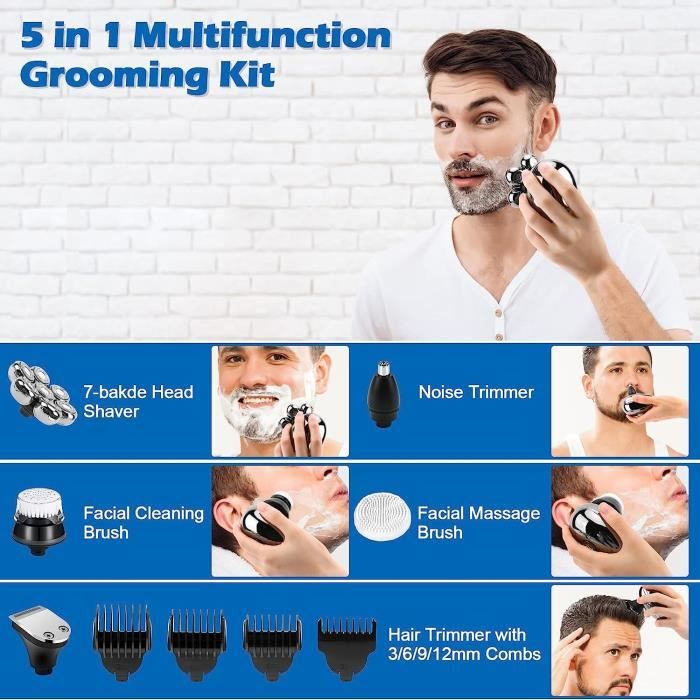 5 in 1 Multifunction
Grooming Kit
7-bakde Head
Shaver
Noise Trimmer
Facial Cleaning
Brush
Facial Massage
Brush
Hair Trimmer with
3/6/9/12mm Combs